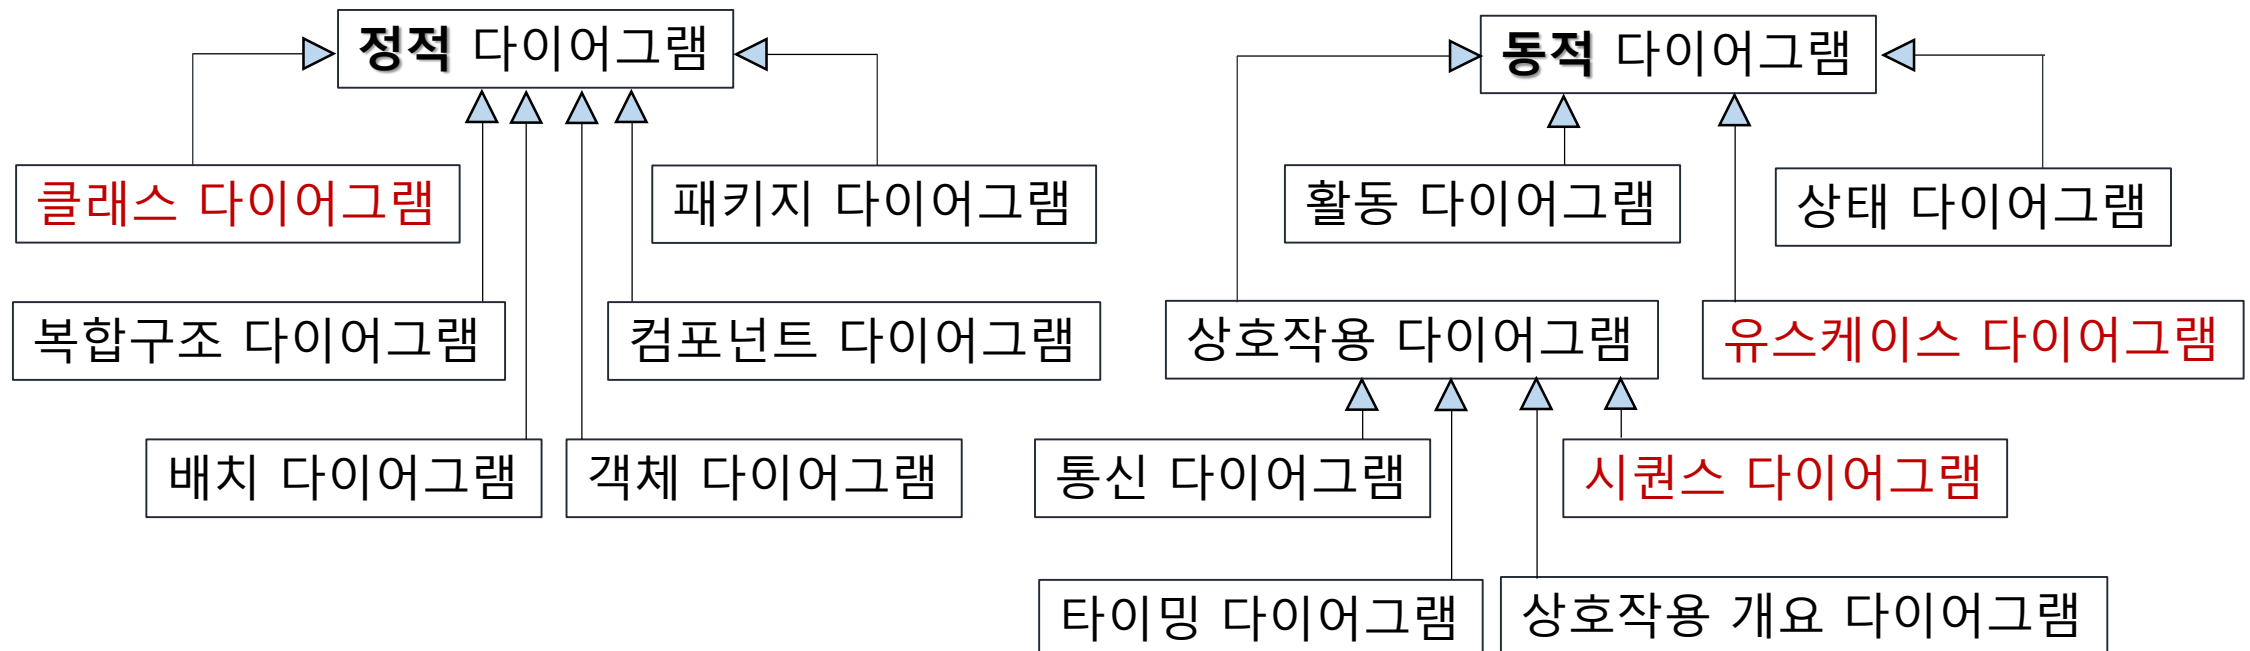 정적 다이어그램
클래스 다이어그램
패키지 다이어그램
복합구조 다이어그램
컴포넌트 다이어그램
배치 다이어그램
객체 다이어그램
동적 다이어그램
활동 다이어그램
상태 다이어그램
상호작용 다이어그램
유스케이스 다이어그램
통신 다이어그램
시퀀스 다이어그램
타이밍 다이어그램
상호작용 개요 다이어그램